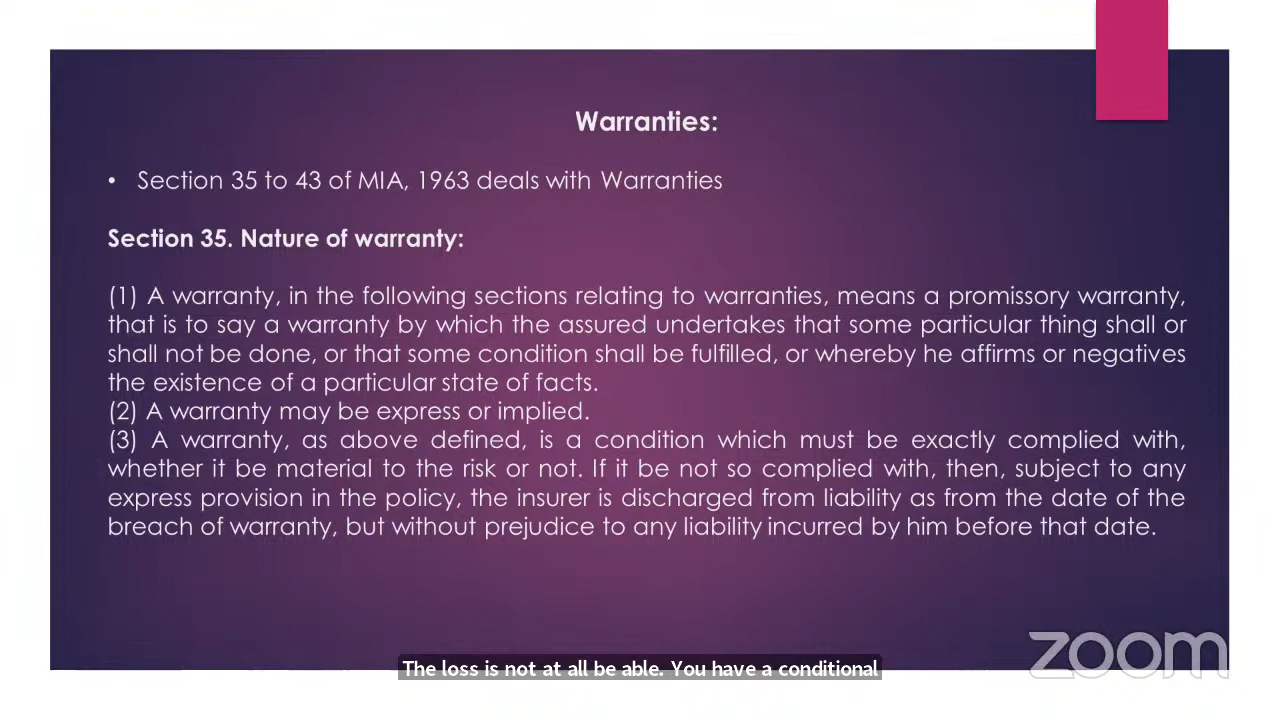 Warranties:
• Section 35 to 43 of MIA, 1963 deals with Warranties
Section 35. Nature of warranty:
(1) A warranty, in the following sections relating to warranties, means a promissory warranty,
that is to say a warranty by which the assured undertakes that some particular thing shall or
shall not be done, or that some condition shall be fulfilled, or whereby he affirms or negatives
the existence of a particular state of facts.
(2) A warranty may be express or implied.
(3) A warranty, as above defined, is a condition which must be exactly complied with,
whether it be material to the risk or not. If it be not so complied with, then, subject to any
express provision in the policy, the insurer is discharged from liability as from the date of the
breach of warranty, but without prejudice to any liability incurred by him before that date.
zoom
The loss is not at all be able. You have a conditional